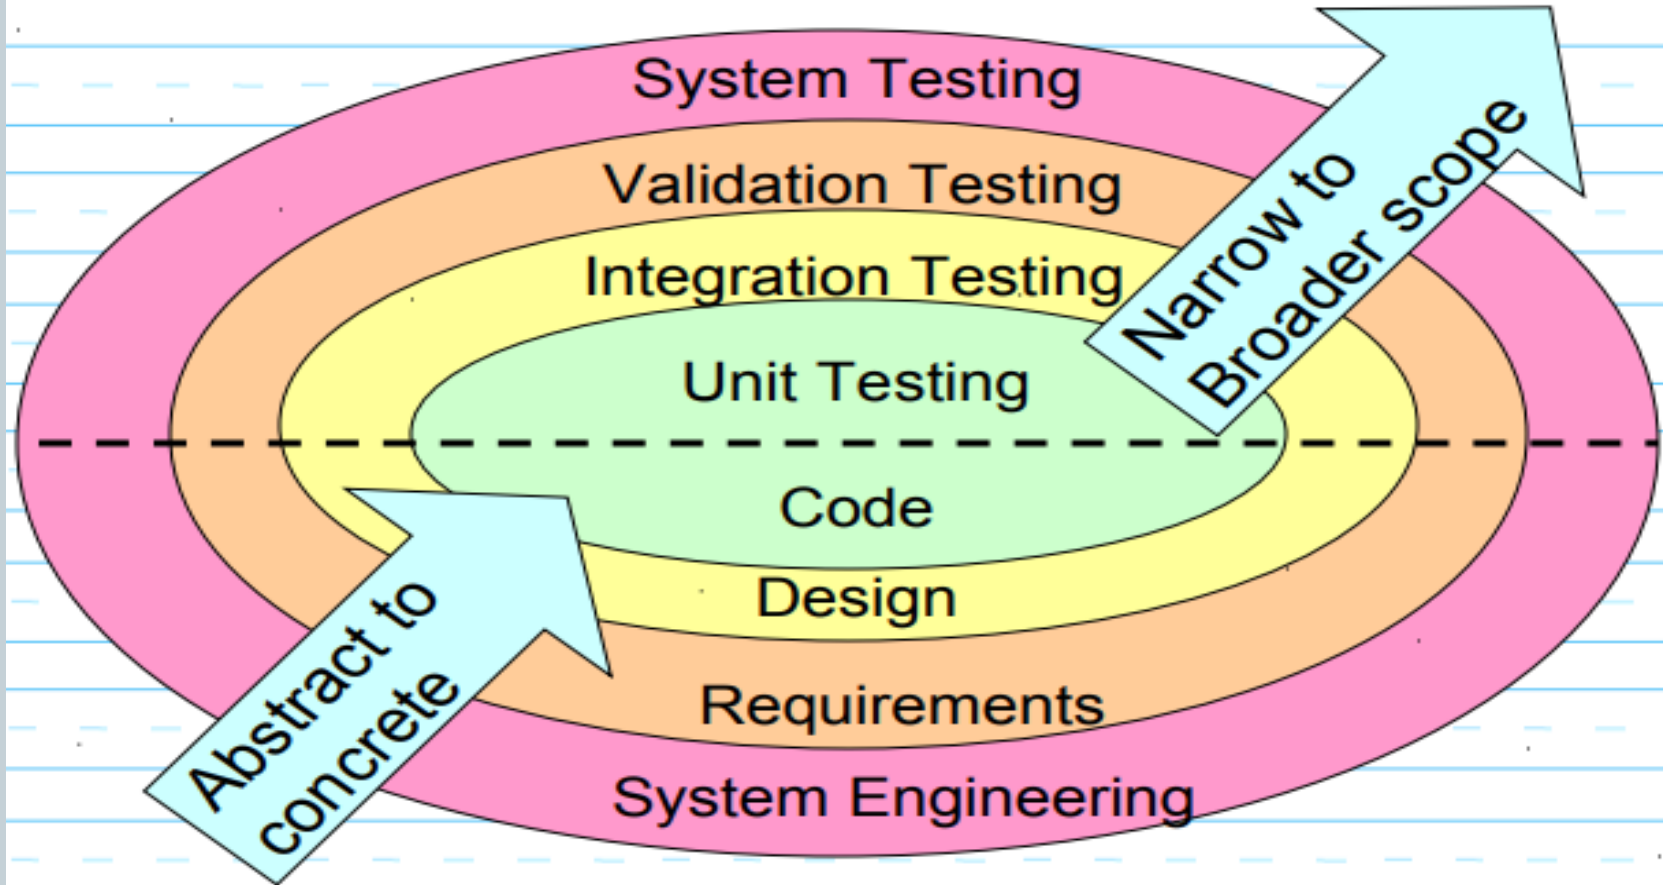 System Testing
Validation Testing
Integration Testing
Unit Testing
Narrow to
Broader scope
Code
Design
Requirements
System Engineering
Abstract to
concrete